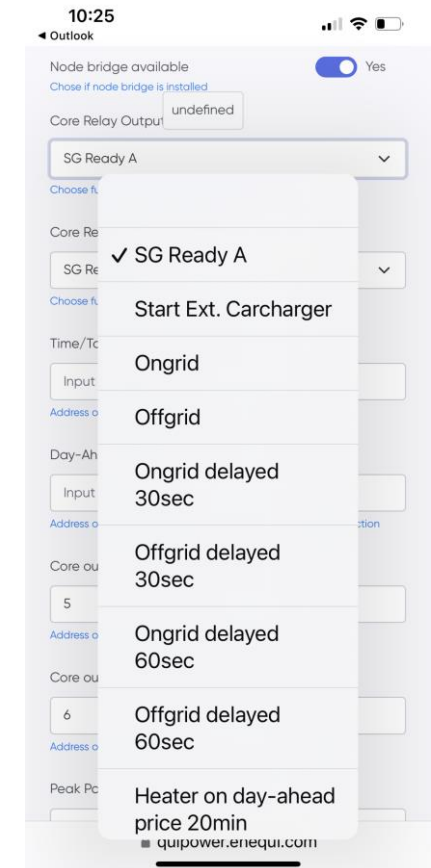 10:25
◀ Outlook
Node bridge available
Yes
Chose if node bridge is installed
undefined
Core Relay Output
SG Ready A
Choose fu
Core Re
SG Re
Choose fu
Time/To
Input
Address o
Day-Ah
Input
Address o
ction
Core ou
5
Address o
Core ou
6
Address o
Peak Po
✓ SG Ready A
Start Ext. Carcharger
Ongrid
Offgrid
Ongrid delayed
30sec
Offgrid delayed
30sec
Ongrid delayed
60sec
Offgrid delayed
60sec
Heater on day-ahead
price 20min
quipower.enequi.com